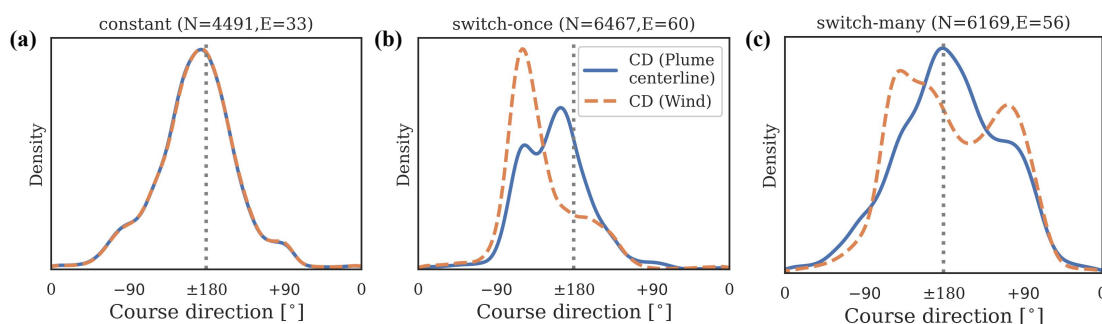 (a)
constant (N=4491,E=33)
Density
0
−90
±180
+90
0
Course direction [°]
(b)
switch-once (N=6467,E=60)
CD (Plume
centerline)
CD (Wind)
Density
0
−90
±180
+90
0
Course direction [°]
(c)
switch-many (N=6169,E=56)
Density
0
−90
±180
+90
0
Course direction [°]